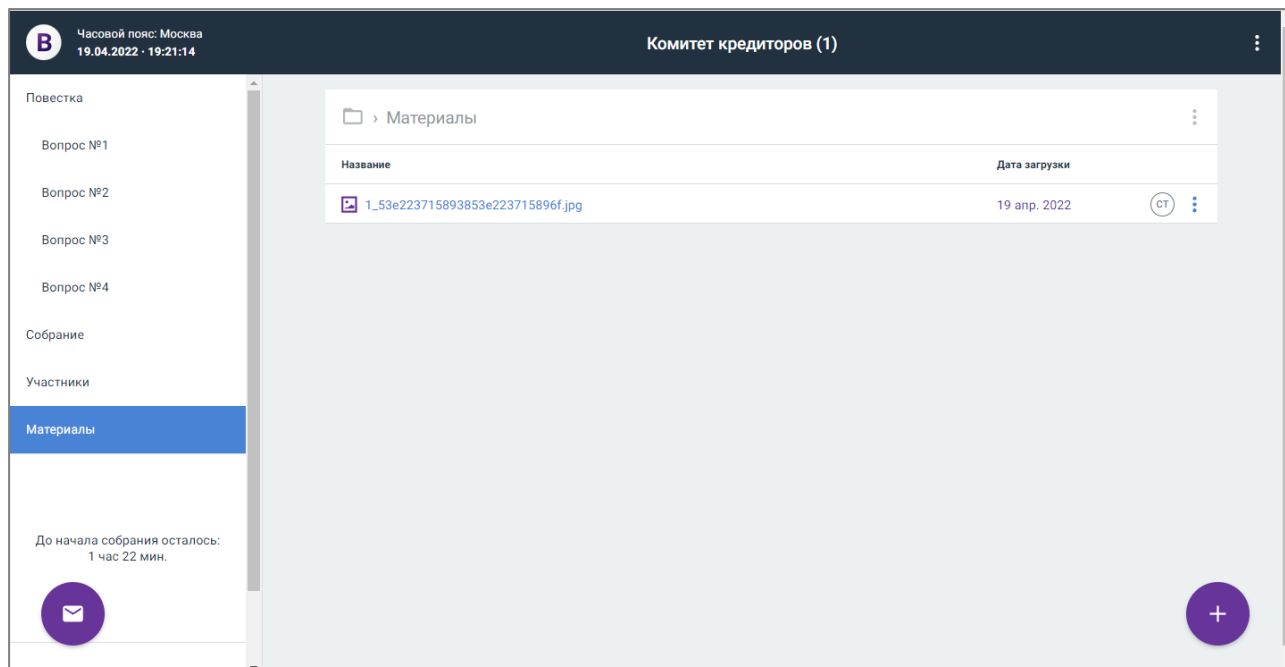 B
Часовой пояс: Москва
19.04.2022 · 19:21:14
Комитет кредиторов (1)
Повестка
Вопрос №1
Вопрос №2
Вопрос №3
Вопрос №4
Собрание
Участники
Материалы
До начала собрания осталось:
1 час 22 мин.
› Материалы
Название Дата загрузки
1_53e223715893853e223715896f.jpg 19 апр. 2022 СТ